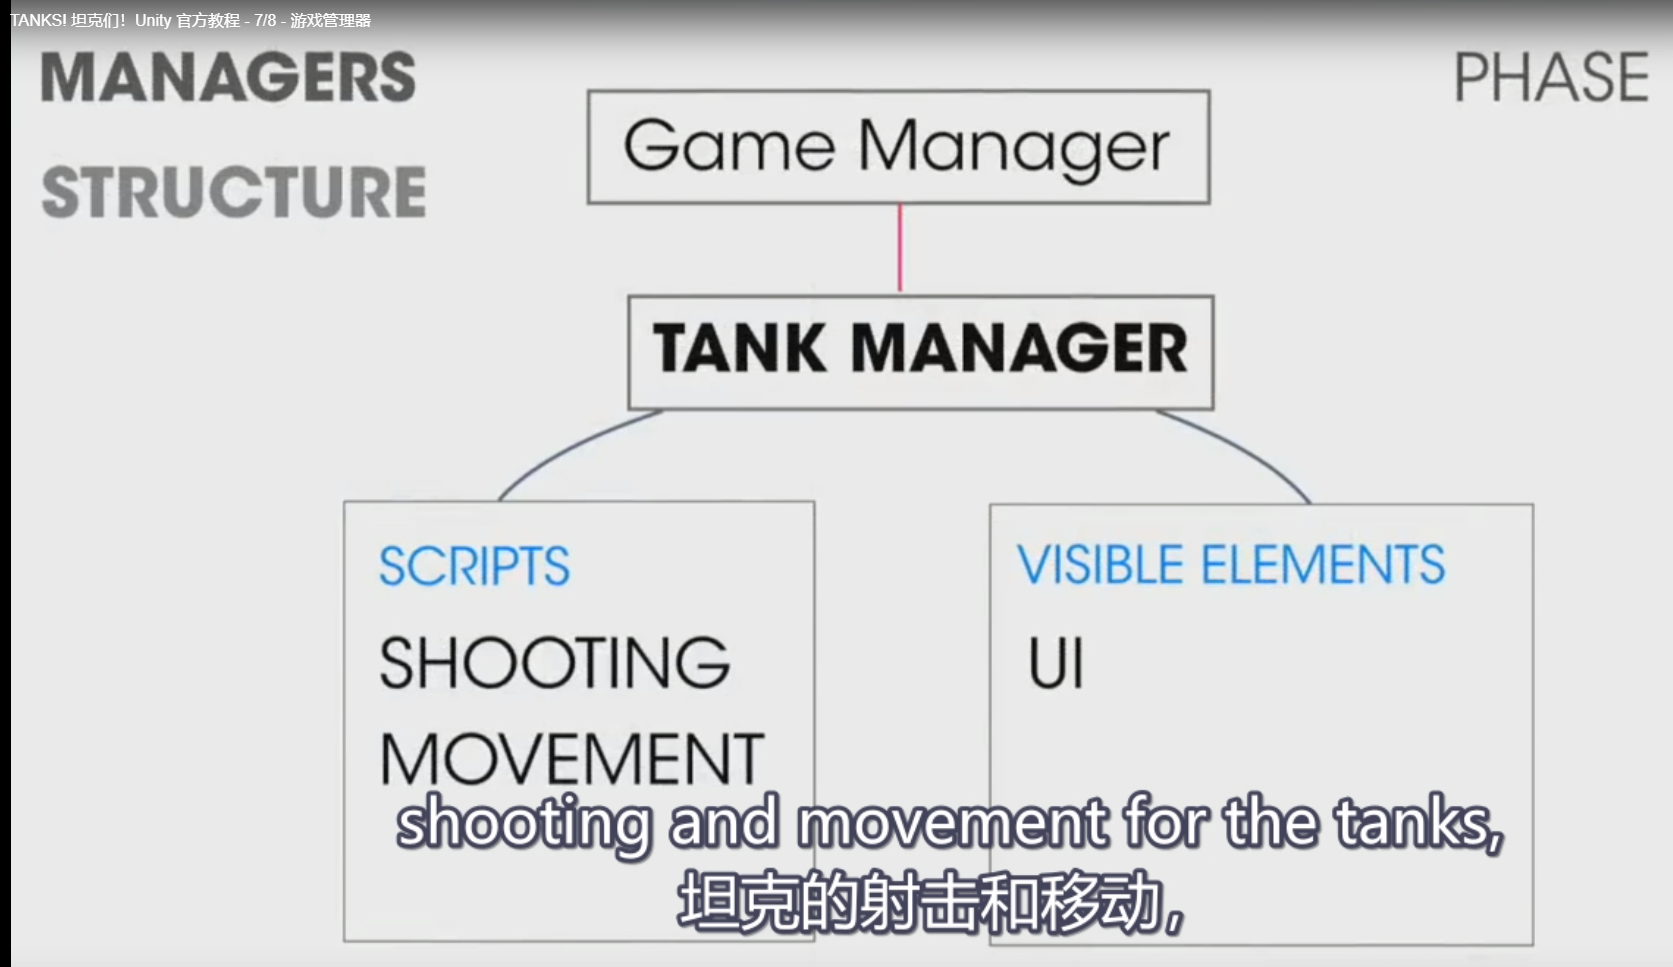 TANKS! 坦克们！Unity 官方教程 - 7/8 - 游戏管理器
MANAGERS
PHASE
STRUCTURE
Game Manager
TANK MANAGER
SCRIPTS
SHOOTING
MOVEMENT
VISIBLE ELEMENTS
UI
shooting and movement for the tanks,
坦克的射击和移动,